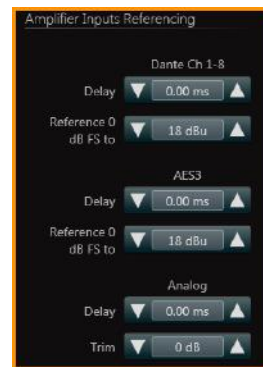 Amplifier Inputs Referencing
Dante Ch 1-8
Delay 0.00 ms
Reference 0
dB FS to 18 dBu
AES3
Delay 0.00 ms
Reference 0
dB FS to 18 dBu
Analog
Delay 0.00 ms
Trim 0 dB